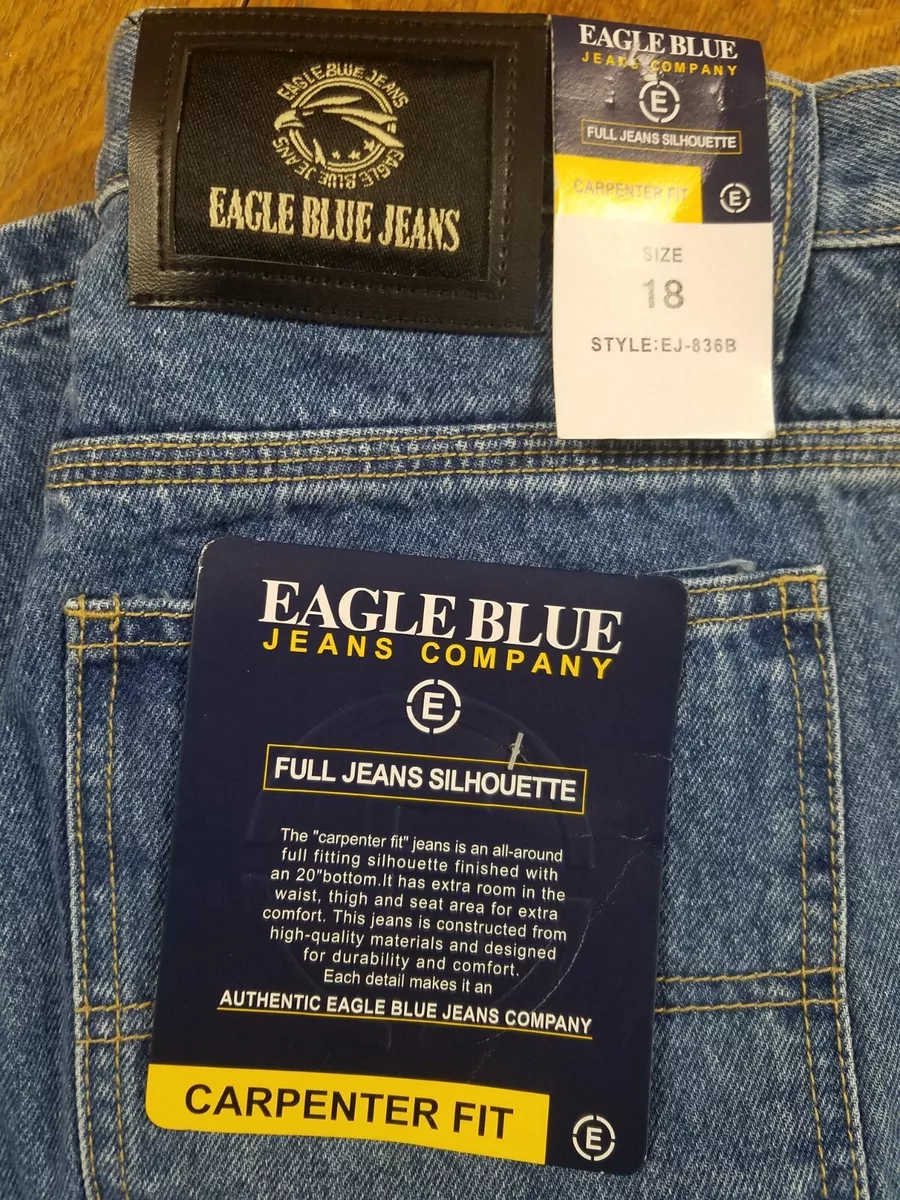 EAGLE BLUE JEANS
EAGLE BLUE JEANS
EAGLE BLUE JEANS
EAGLE BLUE
JEANS COMPANY
E
FULL JEANS SILHOUETTE
CARPENTER FIT
E
SIZE
18
STYLE:EJ-836B
EAGLE BLUE
JEANS COMPANY
E
FULL JEANS SILHOUETTE
The "carpenter fit" jeans is an all-around
full fitting silhouette finished with
an 20"bottom.It has extra room in the
waist, thigh and seat area for extra
comfort. This jeans is constructed from
high-quality materials and designed
for durability and comfort.
Each detail makes it an
AUTHENTIC EAGLE BLUE JEANS COMPANY
CARPENTER FIT
E